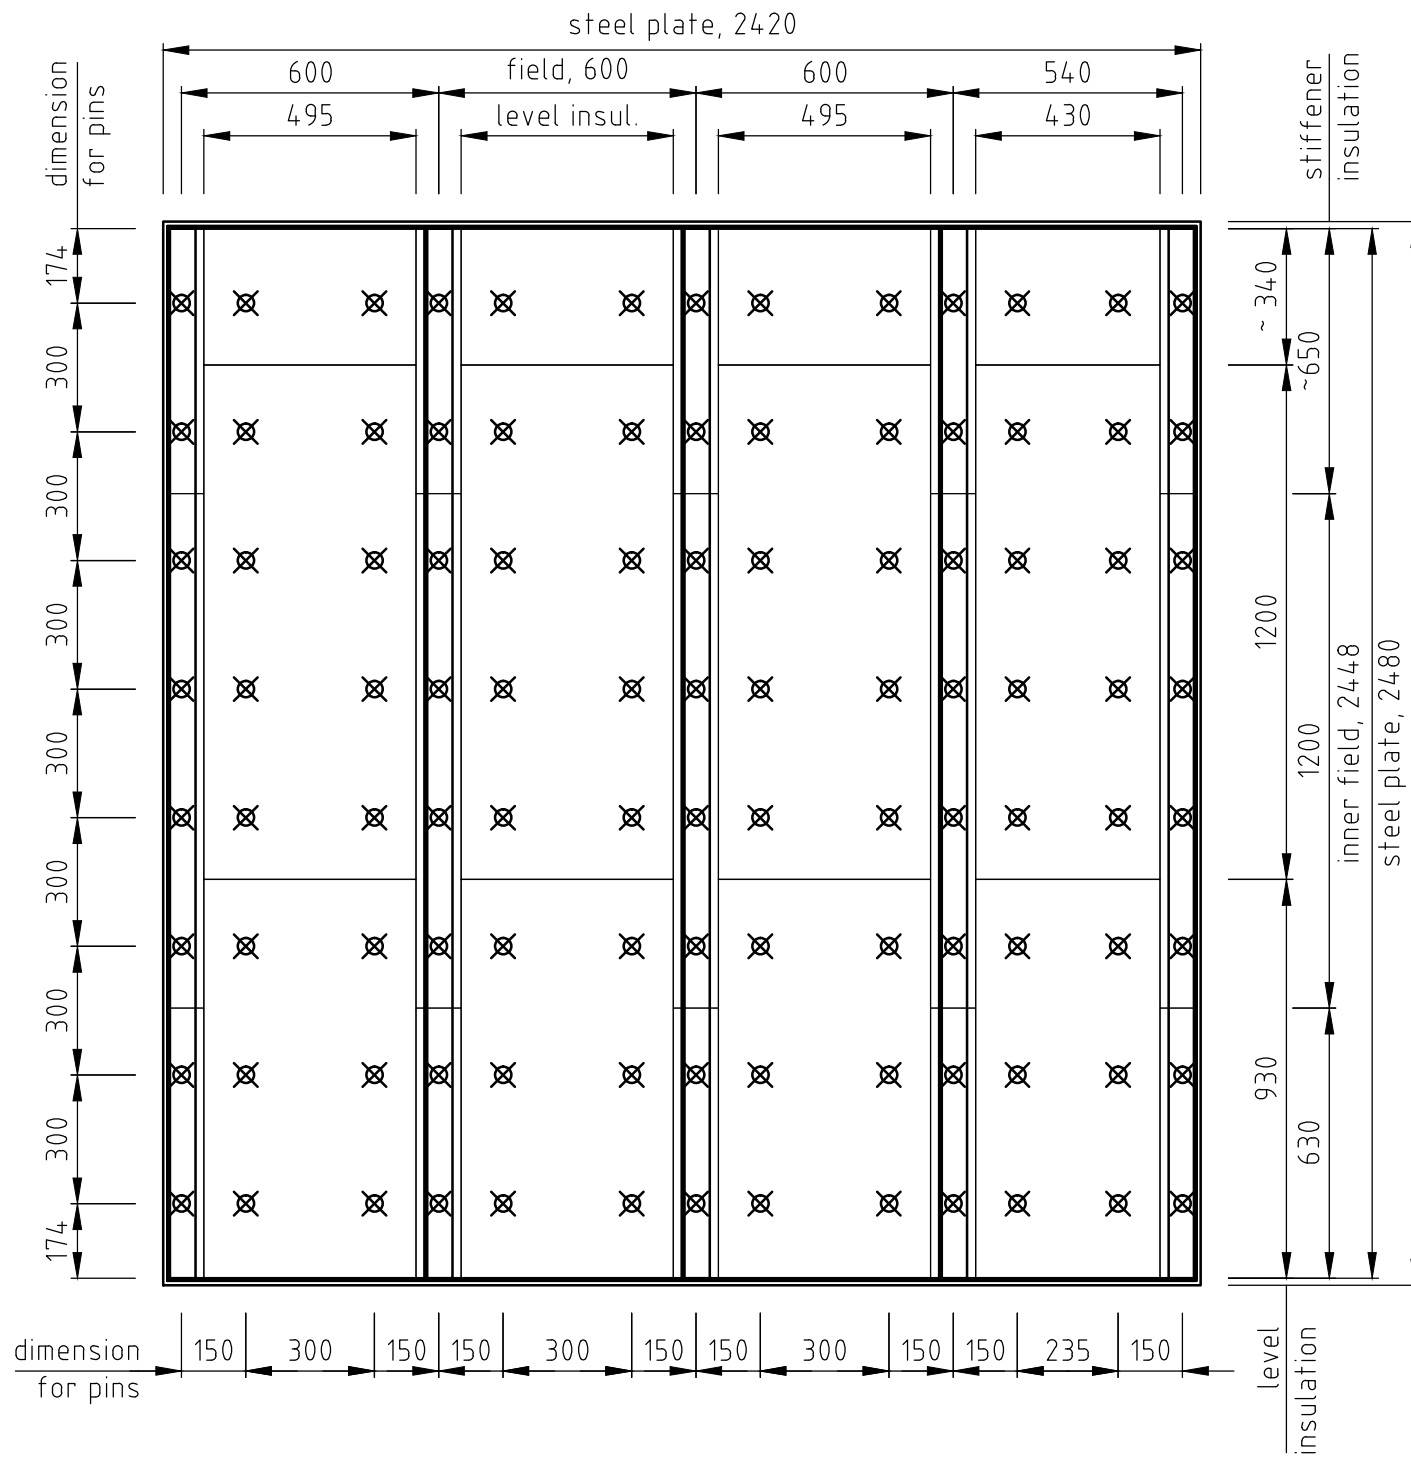 steel plate, 2420
600
field, 600
600
540
495
level insul.
495
430
dimension
for pins
stiffener
insulation
174
300
300
300
300
300
300
300
174
~ 340
1200
930
~650
1200
630
inner field, 2448
steel plate, 2480
dimension
for pins
150
300
150
150
300
150
150
300
150
150
235
150
level
insulation